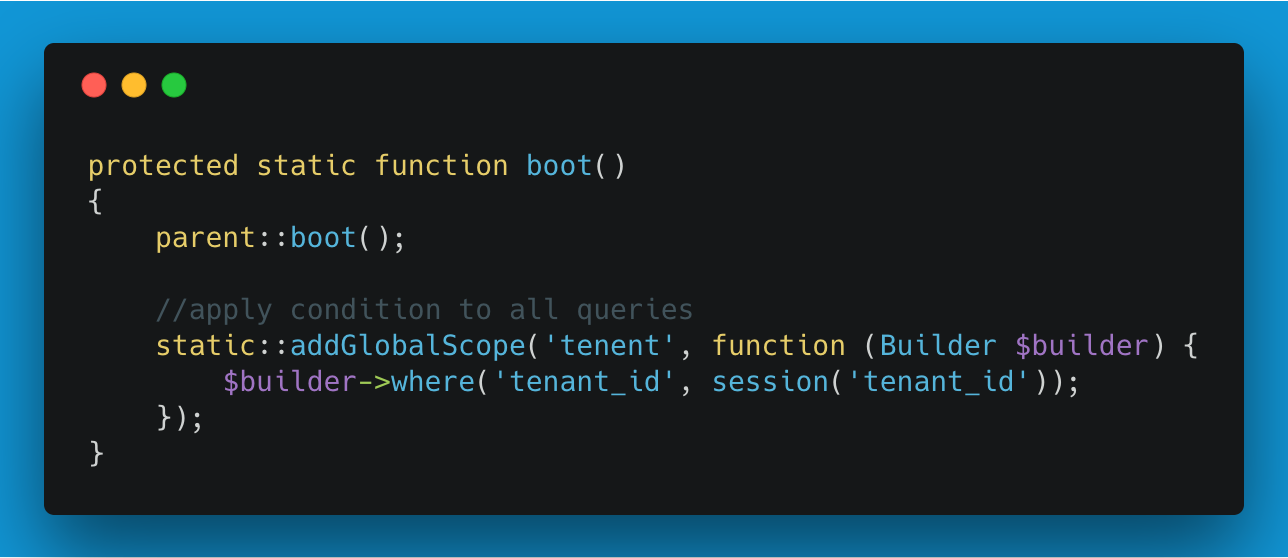 protected static function boot()
{
    parent::boot();

    //apply condition to all queries
    static::addGlobalScope('tenent', function (Builder $builder) {
        $builder->where('tenant_id', session('tenant_id'));
    });
}